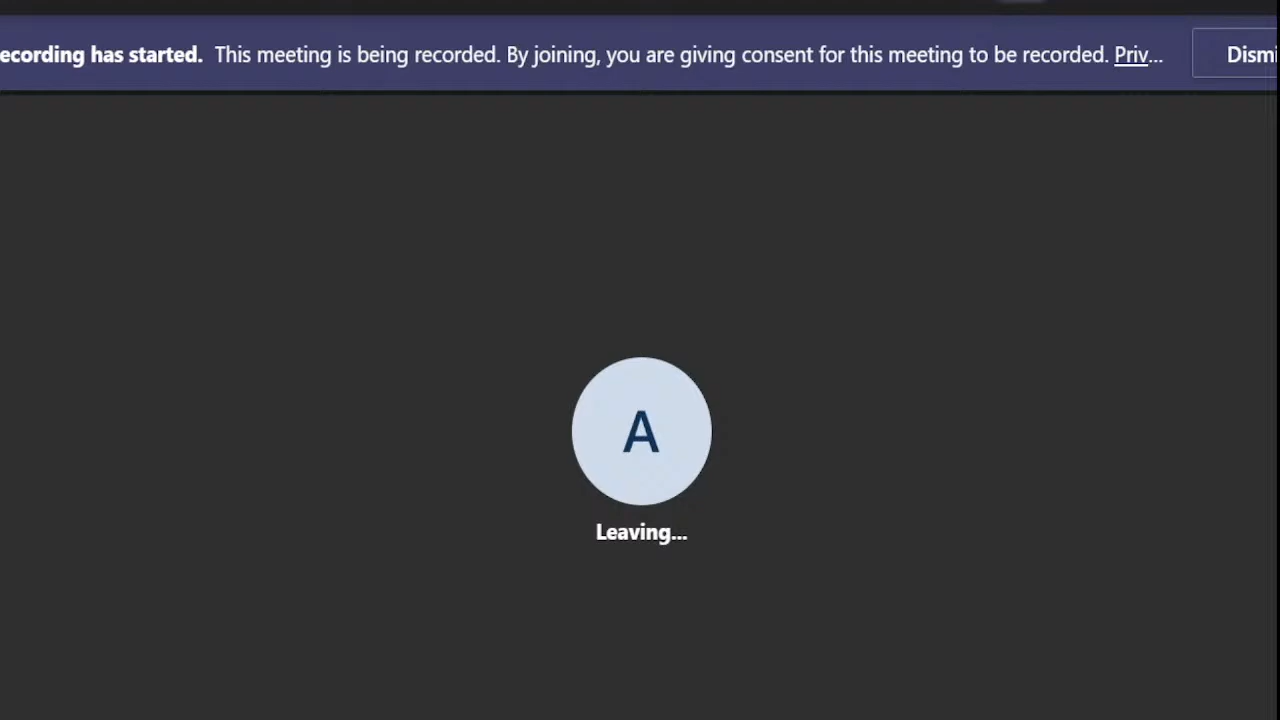 ecording has started. This meeting is being recorded. By joining, you are giving consent for this meeting to be recorded. Priv... Dismi
A
Leaving...